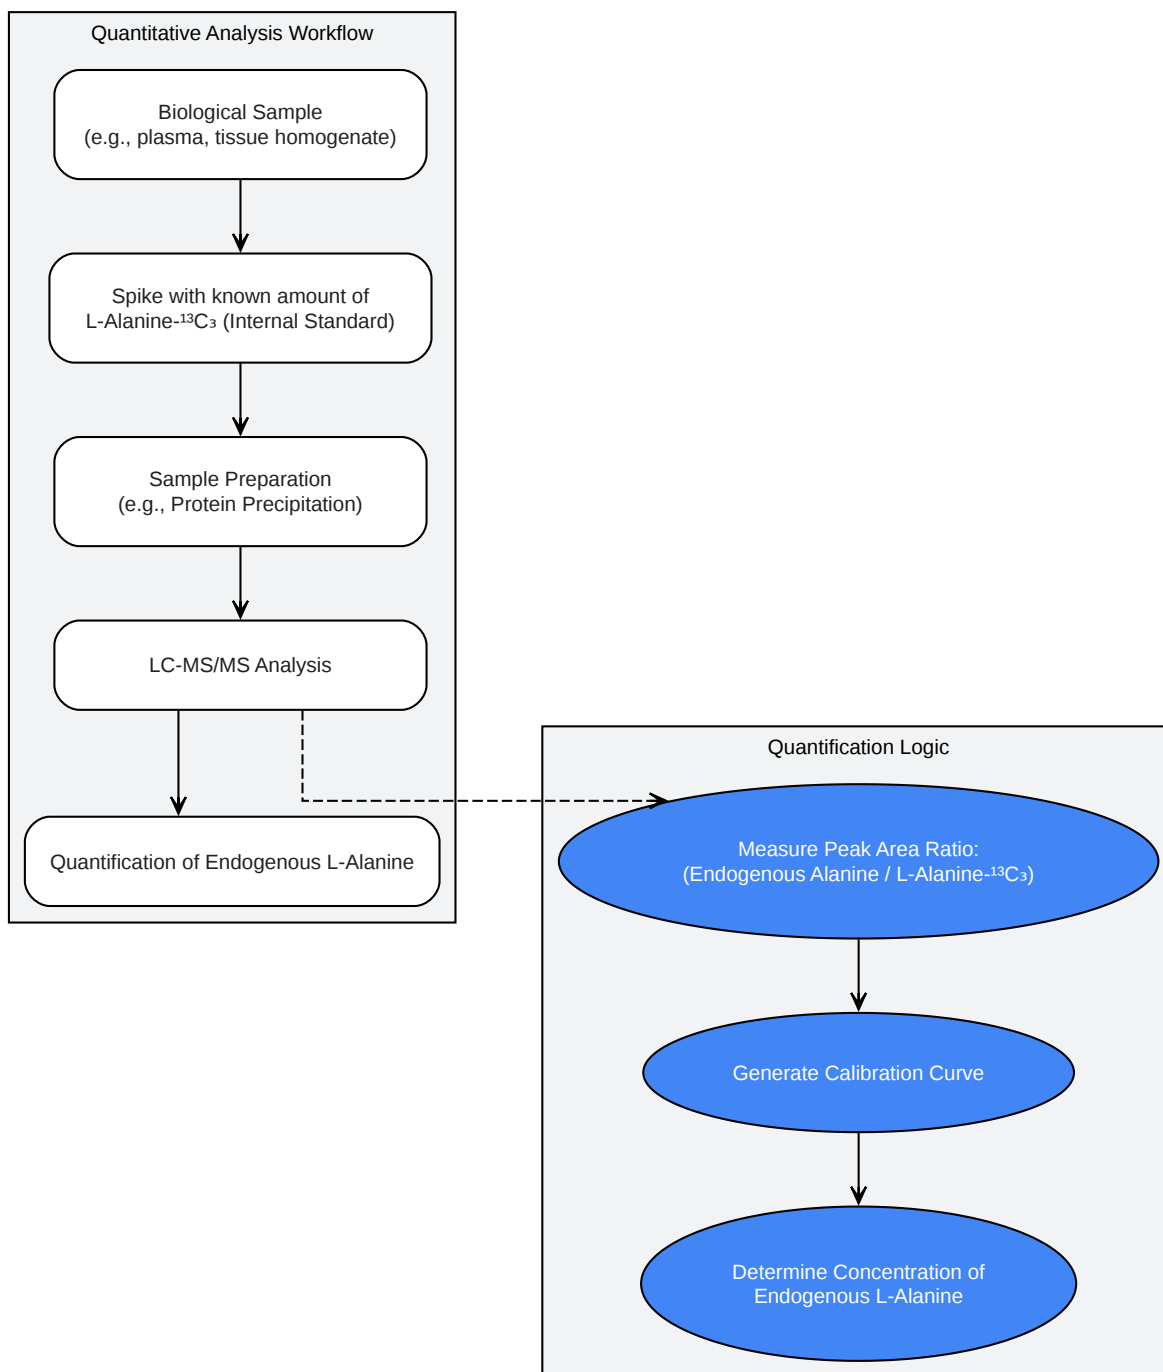 Quantitative Analysis Workflow
Biological Sample
(e.g., plasma, tissue homogenate)
Spike with known amount of
L-Alanine-¹³C₃ (Internal Standard)
Sample Preparation
(e.g., Protein Precipitation)
LC-MS/MS Analysis
Quantification of Endogenous L-Alanine
Quantification Logic
Measure Peak Area Ratio:
(Endogenous Alanine / L-Alanine-¹³C₃)
Generate Calibration Curve
Determine Concentration of
Endogenous L-Alanine